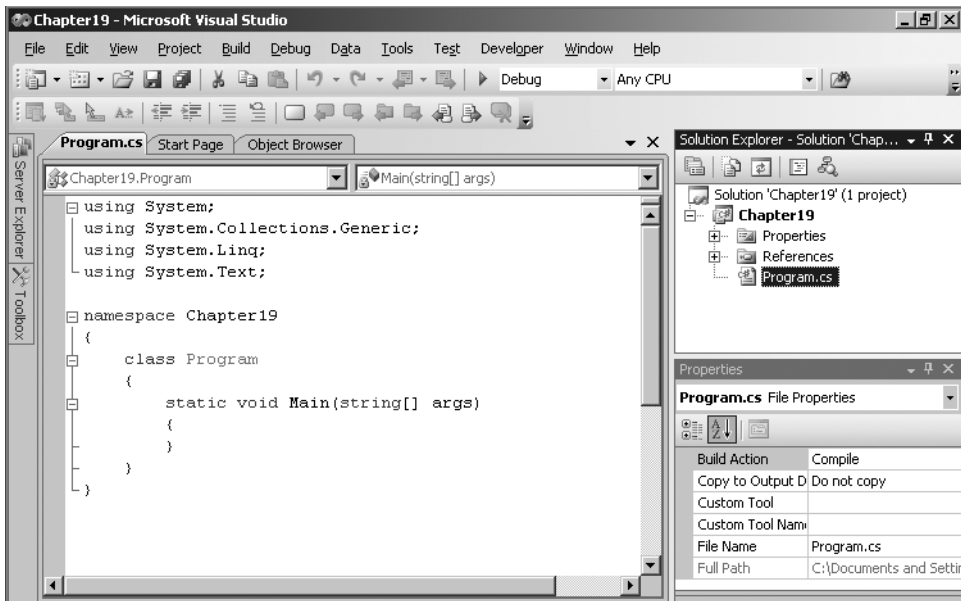 Chapter19 - Microsoft Visual Studio
File Edit View Project Build Debug Data Tools Test Developer Window Help
Debug Any CPU
Server Explorer
Toolbox
Program.cs Start Page Object Browser
Chapter19.Program Main(string[] args)
using System;
using System.Collections.Generic;
using System.Linq;
using System.Text;
namespace Chapter19
{
class Program
{
static void Main(string[] args)
{
}
}
}
Solution Explorer - Solution 'Chap...
Solution 'Chapter19' (1 project)
Chapter19
Properties
References
Program.cs
Properties
Program.cs File Properties
Build Action Compile
Copy to Output D Do not copy
Custom Tool
Custom Tool Nam
File Name Program.cs
Full Path C:\Documents and Settin